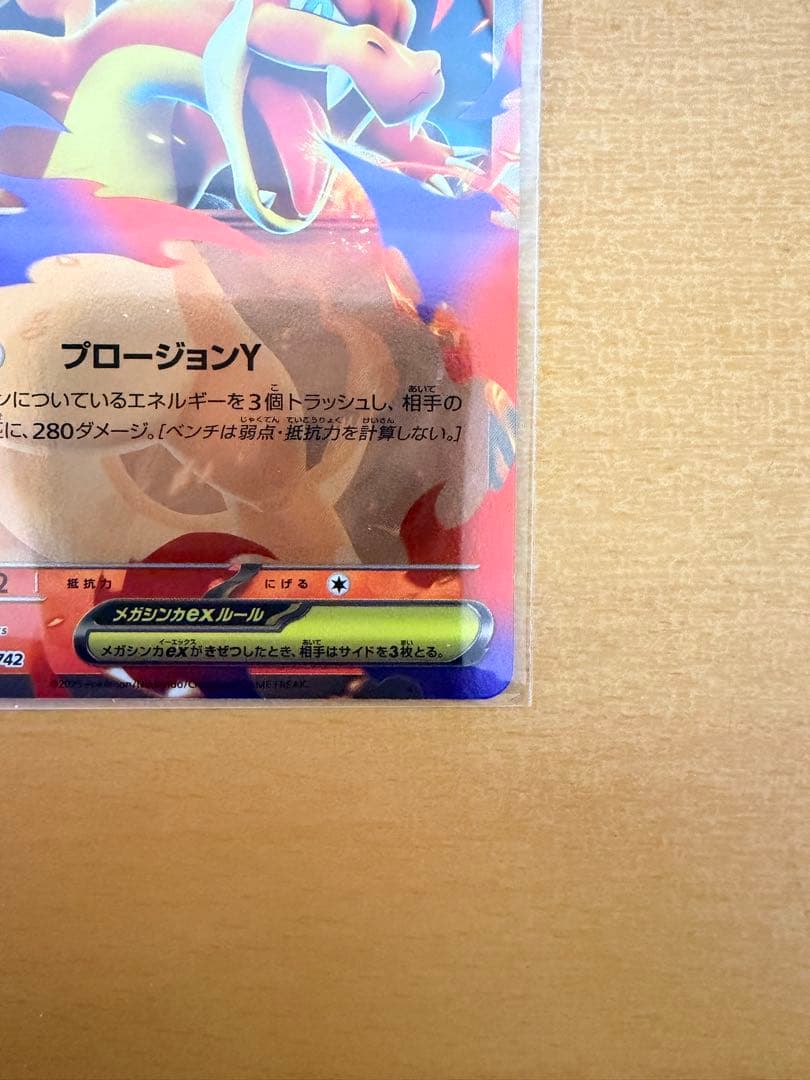 プロージョンY
ンについているエネルギーを3個トラッシュし、相手の
に、280ダメージ。[ベンチは弱点・抵抗力を計算しない。]
2 抵抗力 にげる
メガシンカexルール
742
メガシンカexがきぜつしたとき、相手はサイドを3枚とる。
©2025 FREAK.